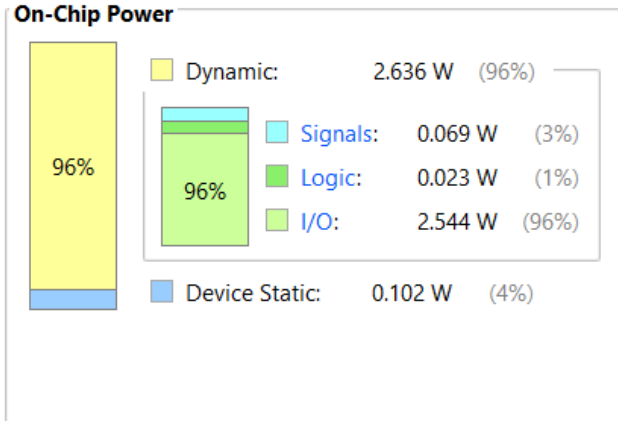 On-Chip Power
Dynamic: 2.636 W (96%)
96%
Signals: 0.069 W (3%)
Logic: 0.023 W (1%)
96%
I/O: 2.544 W (96%)
Device Static: 0.102 W (4%)